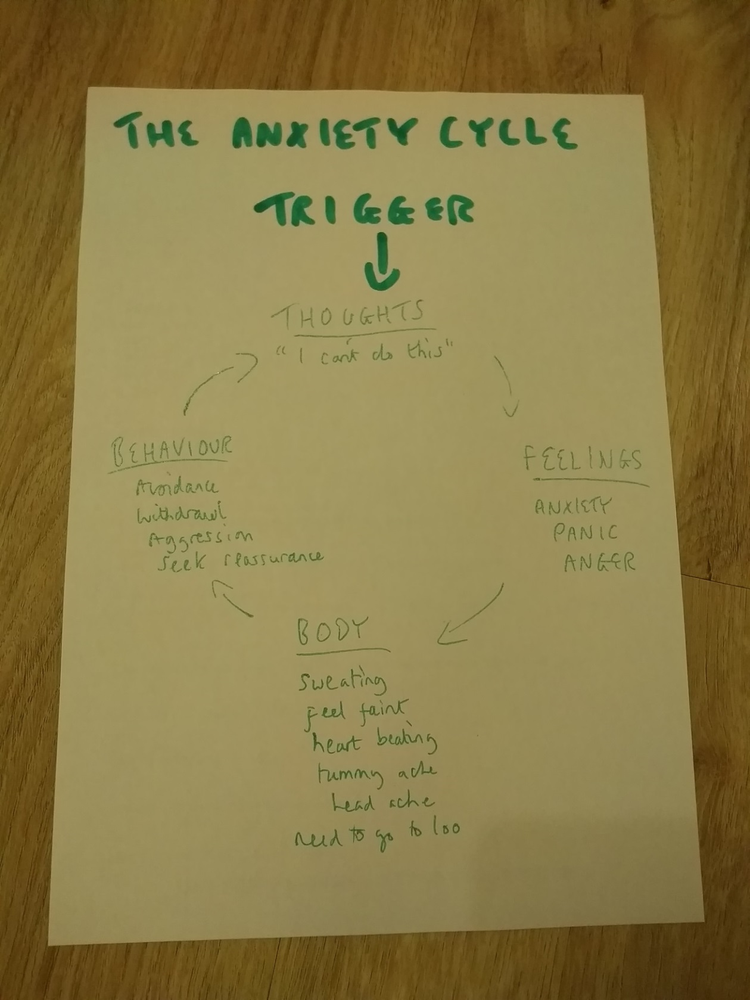 THE ANXIETY CYCLE
TRIGGER
THOUGHTS
"I can't do this"
FEELINGS
ANXIETY
PANIC
ANGER
BODY
Sweating
Feel faint
heart beating
tummy ache
head ache
need to go to loo
BEHAVIOUR
Avoidance
Withdrawl
Aggression
Seek reassurance